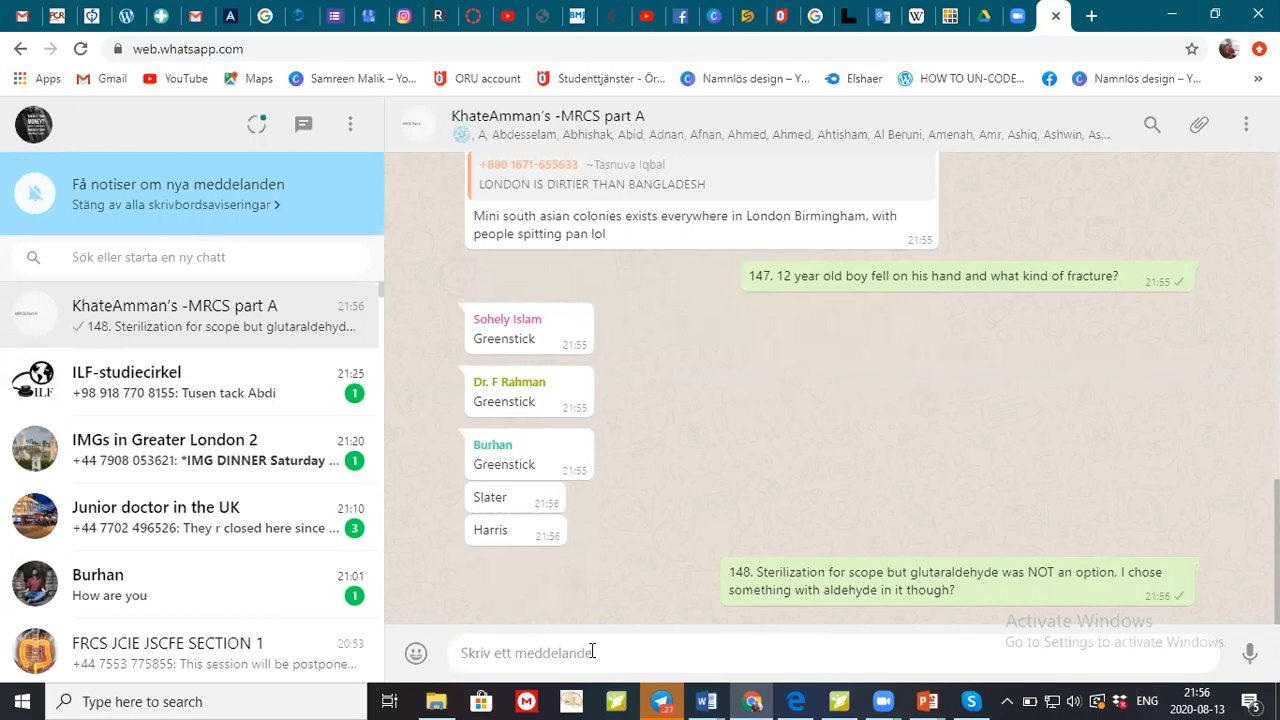 web.whatsapp.com
Apps
Gmail
YouTube
Maps
Samreen Malik – Yo...
ORU account
Studenttjänster - Ör...
Namnlös design – Y...
Elshaer
HOW TO UN-CODE...
Namnlös design – Y...
»
KhateAmman's -MRCS part A
, A, Abdesselam, Abhishak, Abid, Adnan, Afnan, Ahmed, Ahmed, Ahtisham, Al Beruni, Amenah, Amr, Ashiq, Ashwin, As...
Få notiser om nya meddelanden
Stäng av alla skrivbordsaviseringar >
Sök eller starta en ny chatt
KhateAmman's -MRCS part A 21:56
✓ 148. Sterilization for scope but glutaraldehyd...
ILF-studiecirkel 21:25
+98 918 770 8155: Tusen tack Abdi 1
IMGs in Greater London 2 21:20
+44 7908 053621: *IMG DINNER Saturday ... 1
Junior doctor in the UK 21:10
+44 7702 496526: They r closed here since ... 3
Burhan 21:01
How are you 1
FRCS JCIE JSCFE SECTION 1 20:53
+44 7553 775855: This session will be postpone...
+880 1671-655633 ~Tasnuva Iqbal
LONDON IS DIRTIER THAN BANGLADESH
Mini south asian colonies exists everywhere in London Birmingham, with
people spitting pan lol
21:55
147. 12 year old boy fell on his hand and what kind of fracture?
21:55 ✓
Sohely Islam
Greenstick
21:55
Dr. F Rahman
Greenstick
21:55
Burhan
Greenstick
21:55
Slater
21:56
Harris
21:56
148. Sterilization for scope but glutaraldehyde was NOT an option, I chose
something with aldehyde in it though?
21:56 ✓
Activate Windows
Go to Settings to activate Windows.
Skriv ett meddelande
Type here to search
27
ENG
21:56
2020-08-13
5